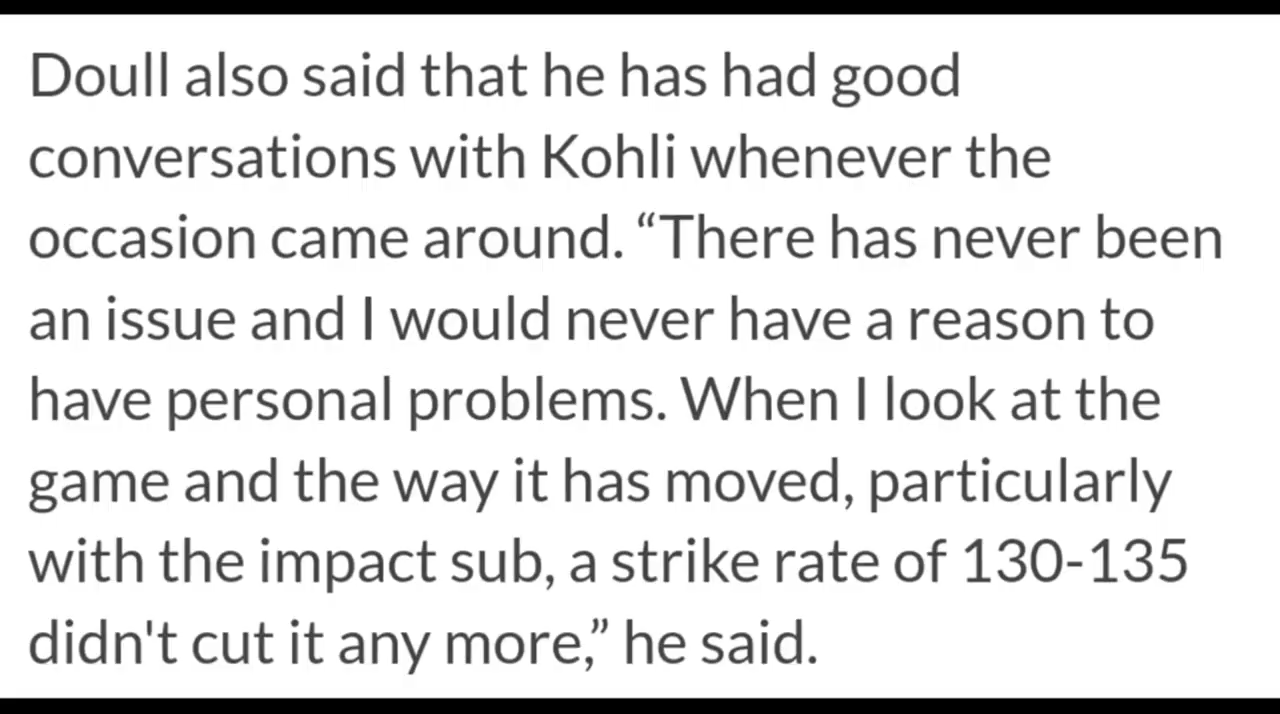 Doull also said that he has had good
conversations with Kohli whenever the
occasion came around. “There has never been
an issue and I would never have a reason to
have personal problems. When I look at the
game and the way it has moved, particularly
with the impact sub, a strike rate of 130-135
didn't cut it any more,” he said.